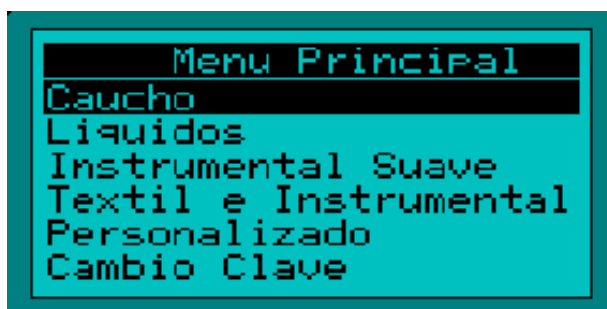 Menu Principal
Caucho
Liquidos
Instrumental Suave
Textil e Instrumental
Personalizado
Cambio Clave